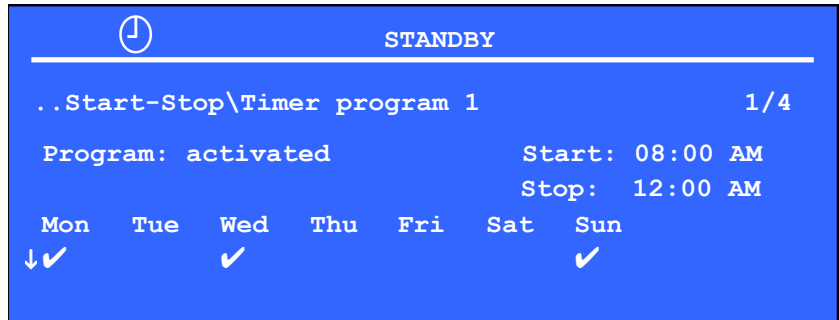 STANDBY
..Start-Stop\Timer program 1 1/4
Program: activated Start: 08:00 AM
Stop: 12:00 AM
Mon Tue Wed Thu Fri Sat Sun
↓✔ ✔ ✔